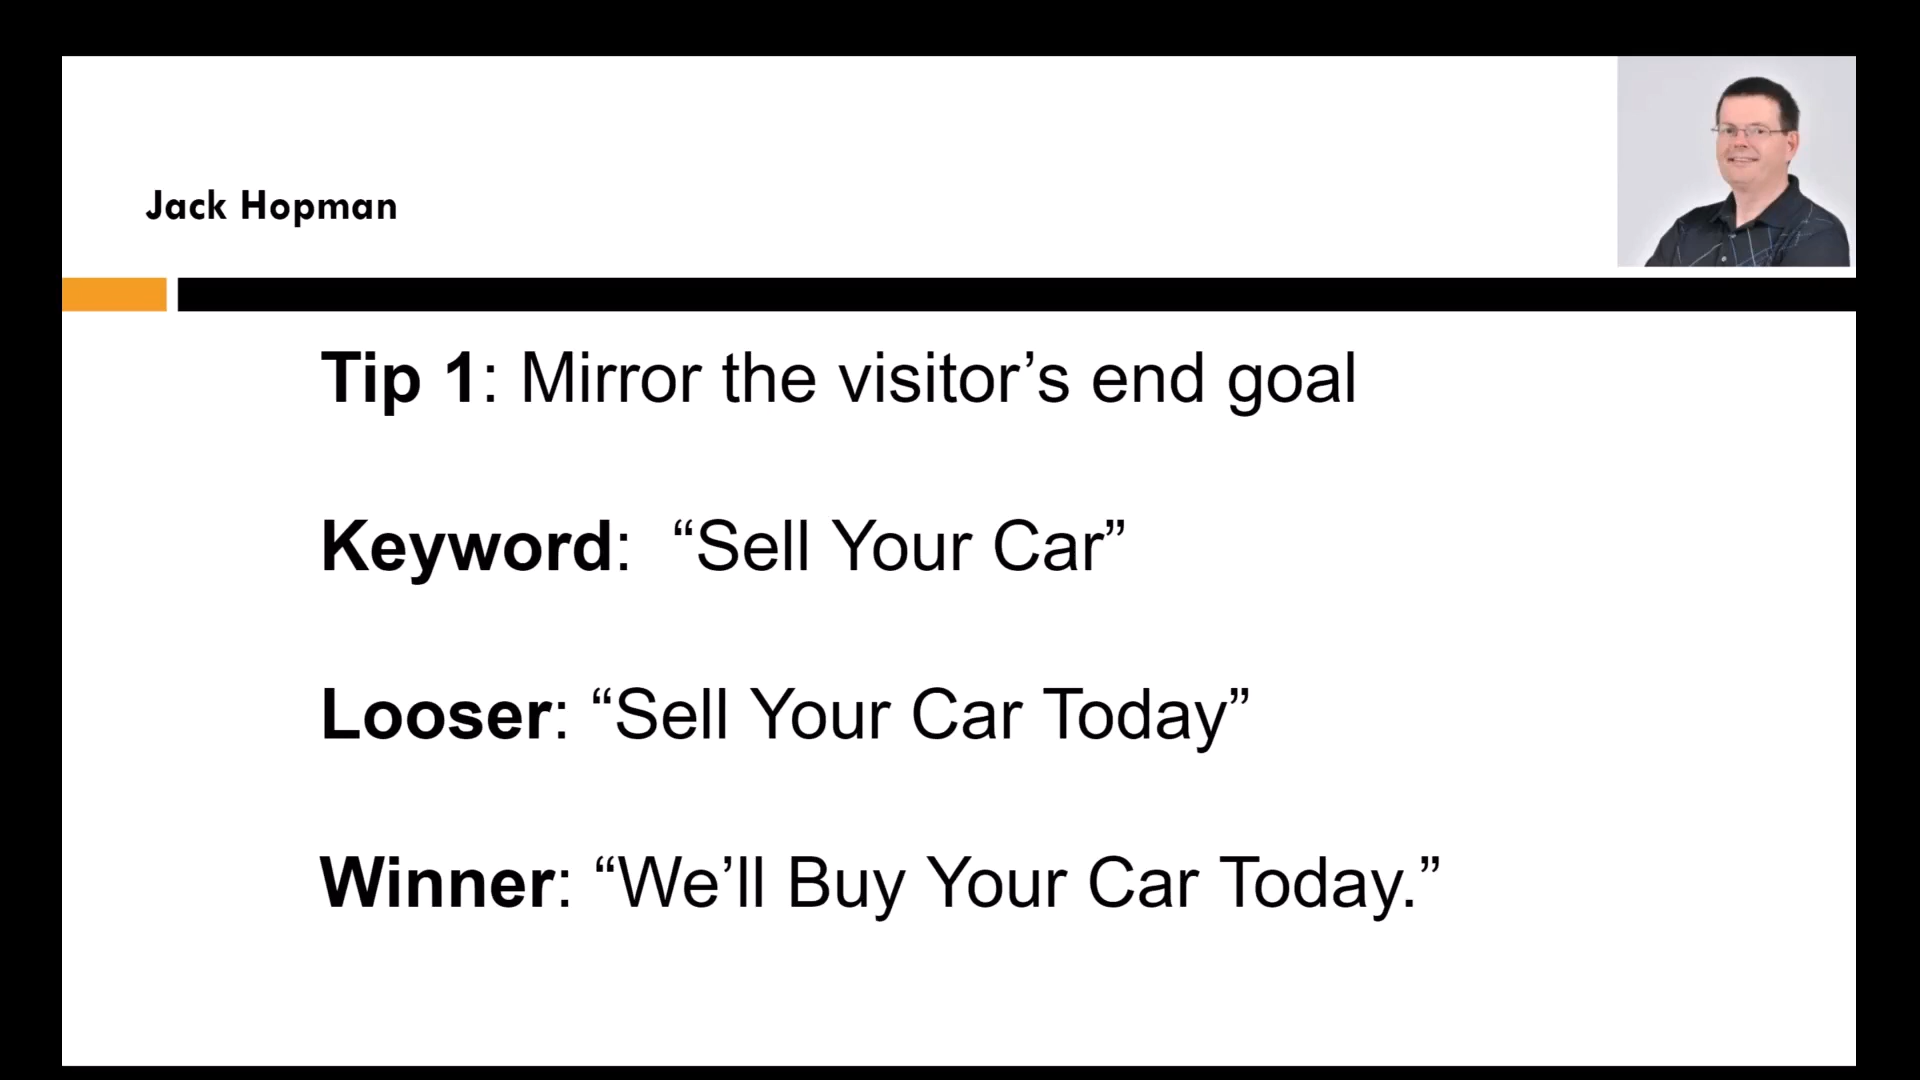 Jack Hopman
Tip 1: Mirror the visitor’s end goal
Keyword:  “Sell Your Car”
Looser: “Sell Your Car Today”
Winner: “We’ll Buy Your Car Today.”